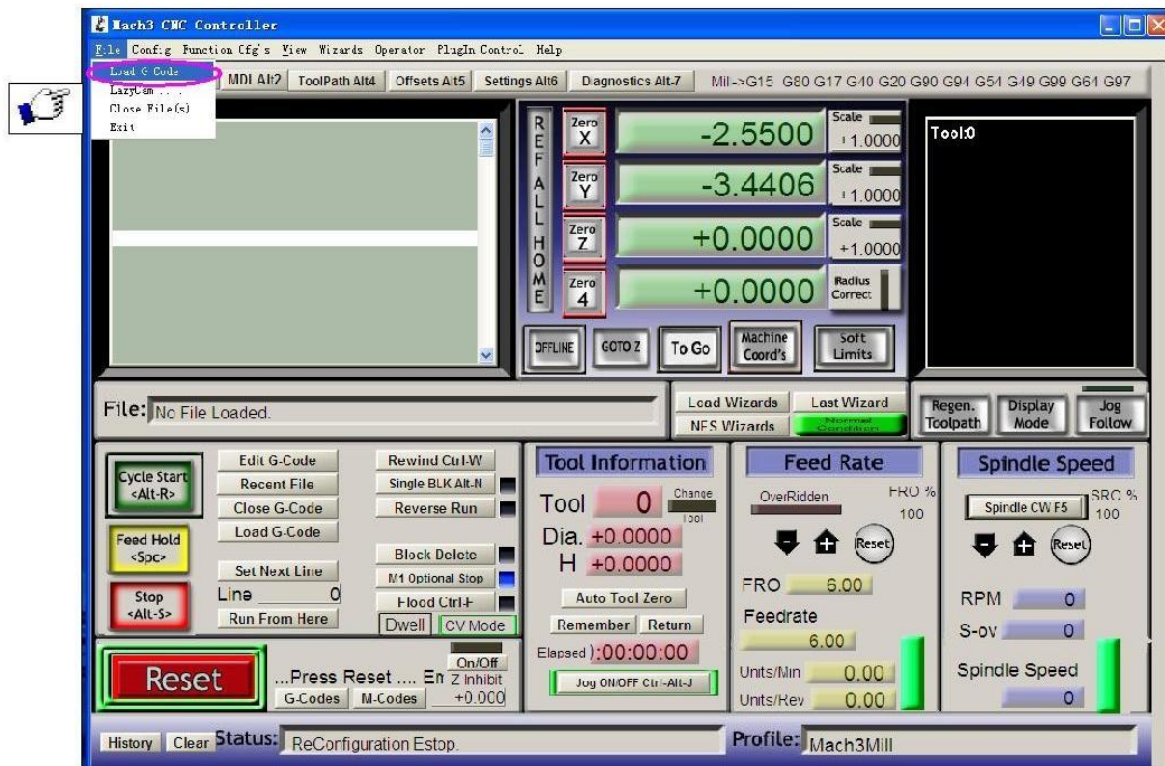 Mach3 CNC Controller
File Config Function Cfg's View Wizards Operator PlugIn Control Help
Load G-Code
LazyCam ....
Close File(s)
Exit
MDI Alt2 ToolPath Alt4 Offsets Alt5 Settings Alt6 Diagnostics Alt-7 Mill->G15 G80 G17 G40 G20 G90 G94 G54 G49 G99 G64 G97
REF ALL HOME
Zero X -2.5500 Scale +1.0000
Zero Y -3.4406 Scale +1.0000
Zero Z +0.0000 Scale +1.0000
Zero 4 +0.0000 Radius Correct
OFFLINE GOTO Z To Go Machine Coord's Soft Limits
Tool:0
File: No File Loaded.
Load Wizards Last Wizard
NFS Wizards Normal Condition
Regen. Toolpath Display Mode Jog Follow
Cycle Start <Alt-R>
Feed Hold <Spc>
Stop <Alt-S>
Edit G-Code
Recent File
Close G-Code
Load G-Code
Set Next Line
Line 0
Run From Here
Rewind Ctrl-W
Single BLK Alt-N
Reverse Run
Block Delete
M1 Optional Stop
Flood Ctrl-F
Dwell CV Mode
Reset
...Press Reset .... Em
G-Codes M-Codes
On/Off
Z Inhibit
+0.000
Tool Information
Tool 0 Change Tool
Dia. +0.0000
H +0.0000
Auto Tool Zero
Remember Return
Elapsed ):00:00:00
Jog ON/OFF Ctrl-Alt-J
Feed Rate
OverRidden FRO %
100
Reset
FRO 6.00
Feedrate
6.00
Units/Min 0.00
Units/Rev 0.00
Spindle Speed
Spindle CW F5 SRO %
100
Reset
RPM 0
S-ov 0
Spindle Speed
0
History Clear Status: ReConfiguration Estop. Profile: Mach3Mill